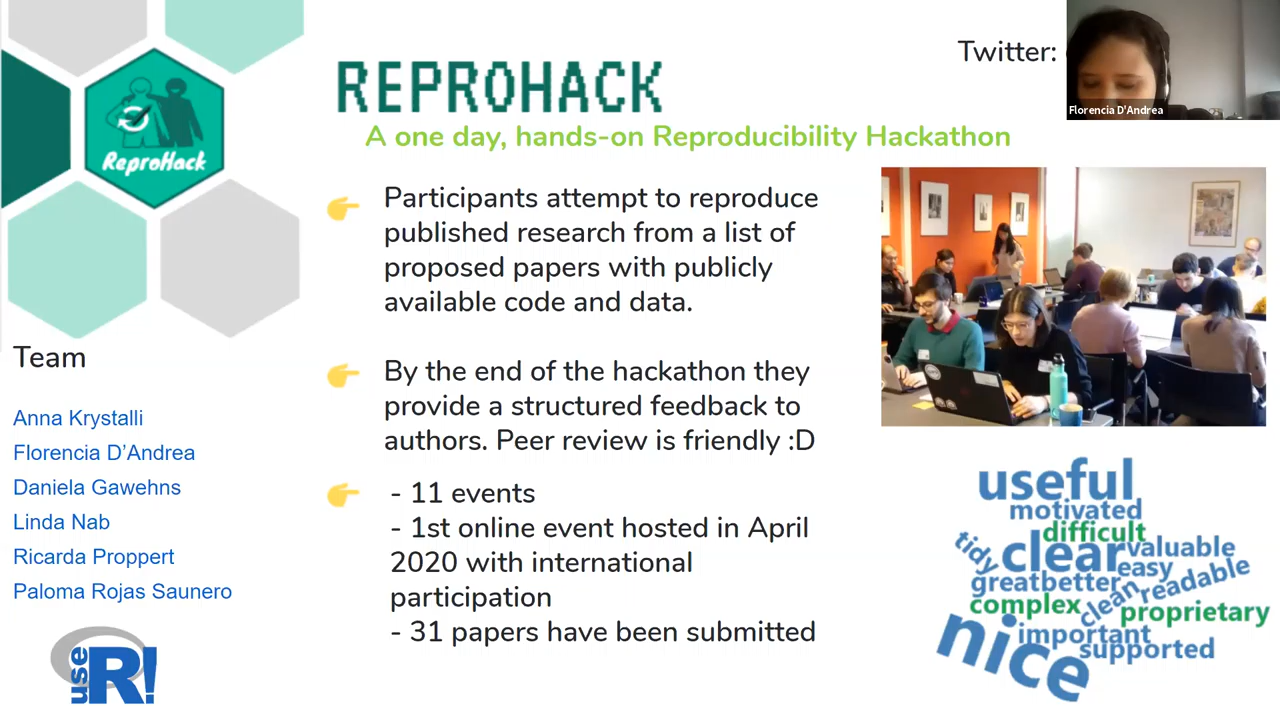 ReproHack
REPROHACK
A one day, hands-on Reproducibility Hackathon
Twitter:
Florencia D'Andrea
Participants attempt to reproduce
published research from a list of
proposed papers with publicly
available code and data.
By the end of the hackathon they
provide a structured feedback to
authors. Peer review is friendly :D
- 11 events
- 1st online event hosted in April
2020 with international
participation
- 31 papers have been submitted
Team
Anna Krystalli
Florencia D’Andrea
Daniela Gawehns
Linda Nab
Ricarda Proppert
Paloma Rojas Saunero
use
R!
useful
motivated
difficult
tidy
clear
valuable
easy
greatbetter
readable
complex
clean
proprietary
nice
important
supported